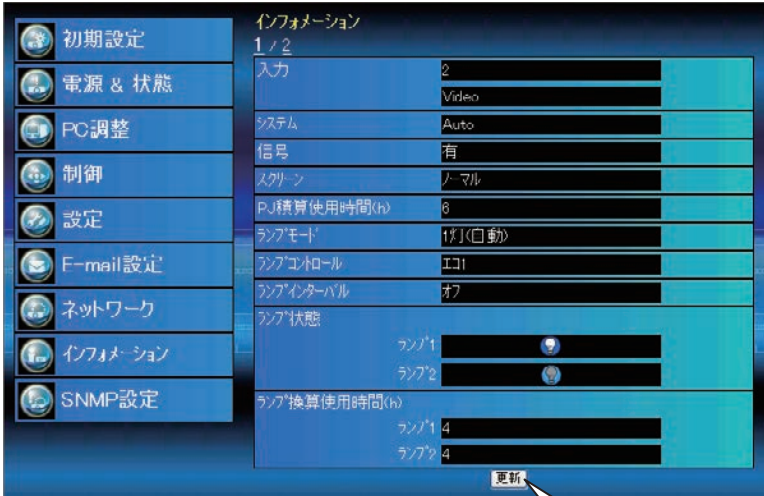 初期設定
電源 & 状態
PC調整
制御
設定
E-mail設定
ネットワーク
インフォメーション
SNMP設定
インフォメーション
1 / 2
入力 2
Video
システム Auto
信号 有
スクリーン ノーマル
PJ積算使用時間(h) 6
ランプモード 1灯(自動)
ランプコントロール エコ1
ランプインターバル オフ
ランプ状態
ランプ1
ランプ2
ランプ換算使用時間(h)
ランプ1 4
ランプ2 4
更新